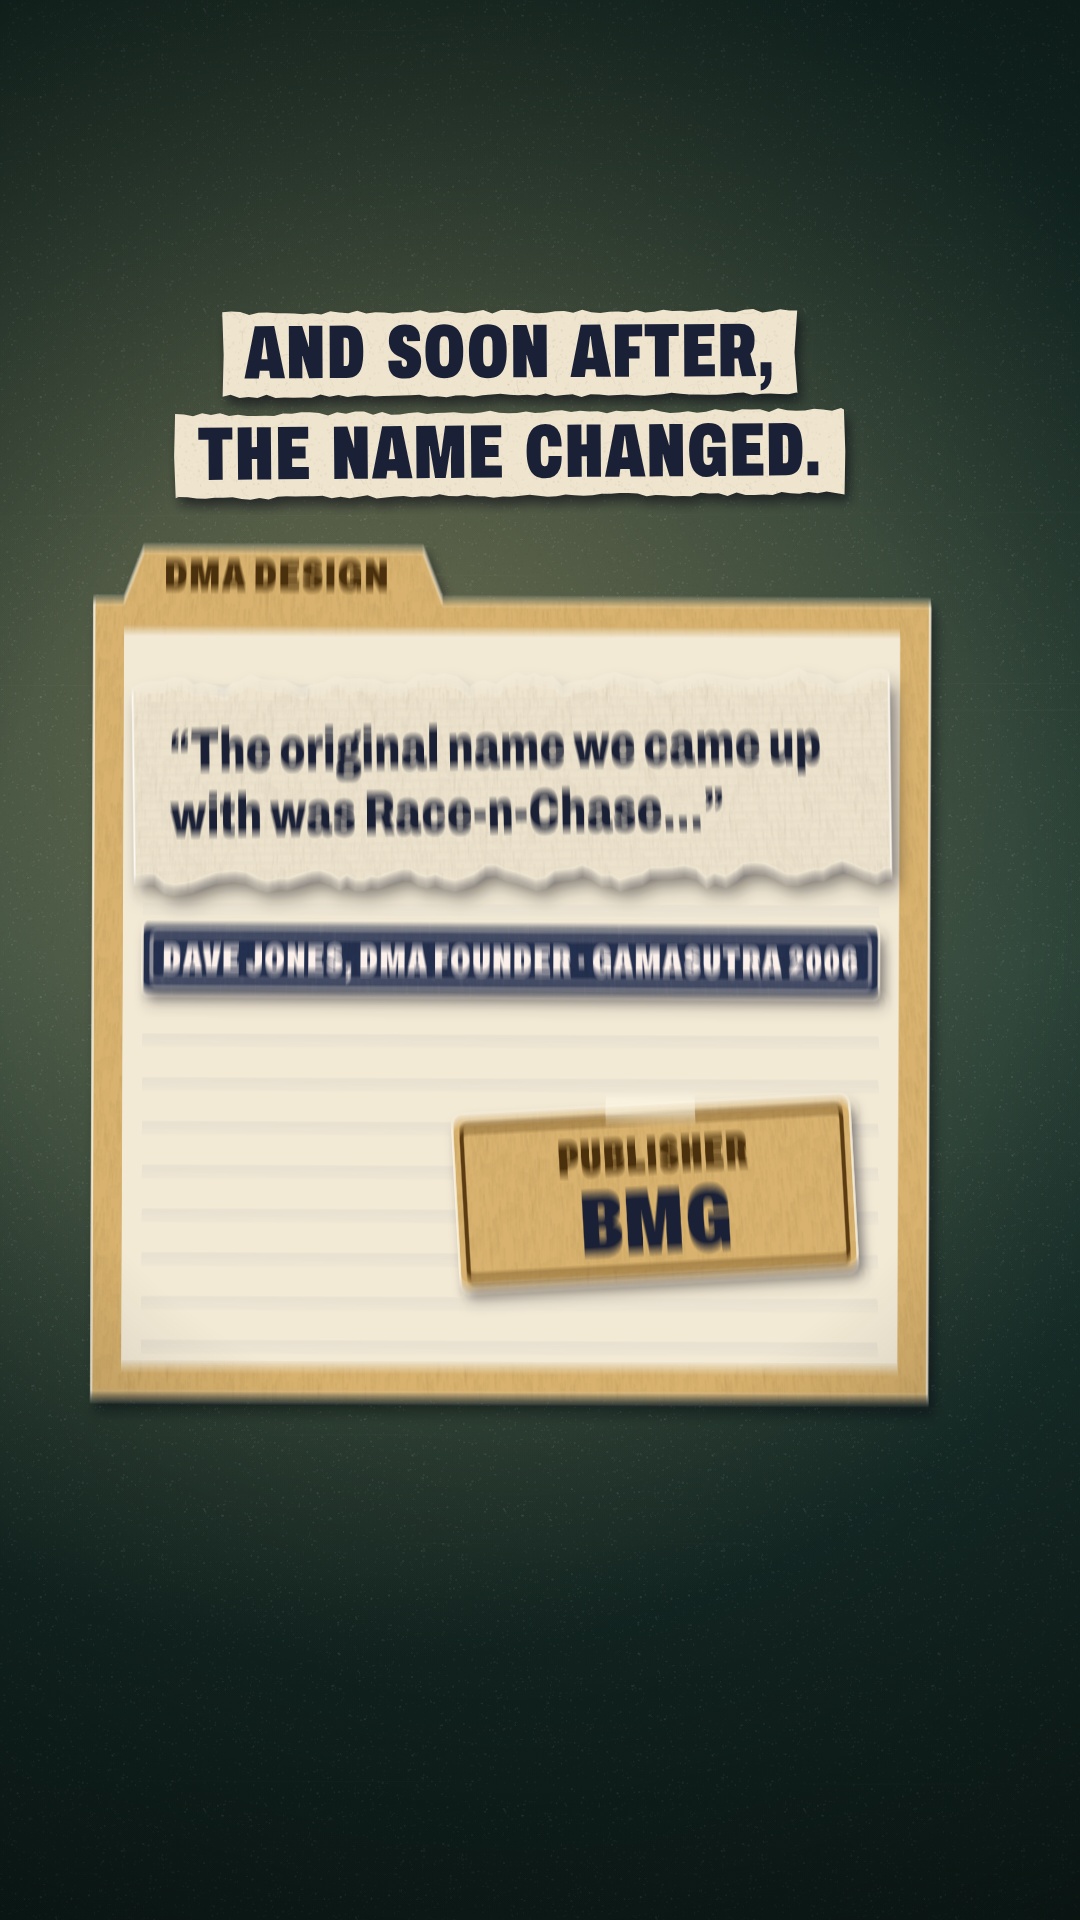 AND SOON AFTER,
THE NAME CHANGED.
DMA DESIGN
“The original name we came up
with was Race-n-Chase...”
DAVE JONES, DMA FOUNDER · GAMASUTRA 2006
PUBLISHER
BMG